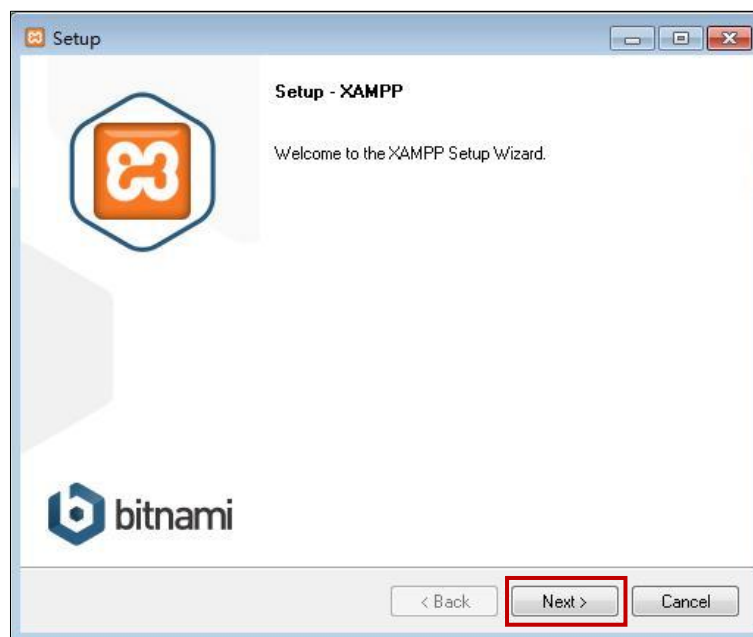 Setup
Setup - XAMPP
Welcome to the XAMPP Setup Wizard.
bitnami
< Back
Next >
Cancel